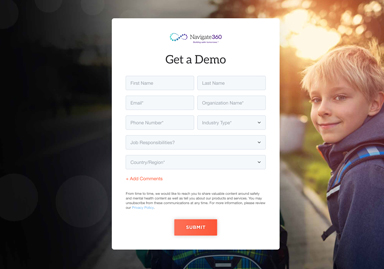 Navigate360
Get a Demo
First Name
Last Name
Email*
Organization Name*
Phone Number*
Industry Type*
Job Responsibilities*
Country/Region*
+ Add Comments
From time to time, we would like to reach you to share valuable content around safety
and mental health content as well as tell you about our products and services. You may
unsubscribe from these communications at any time. For more information, please review
our Privacy Policy.
SUBMIT